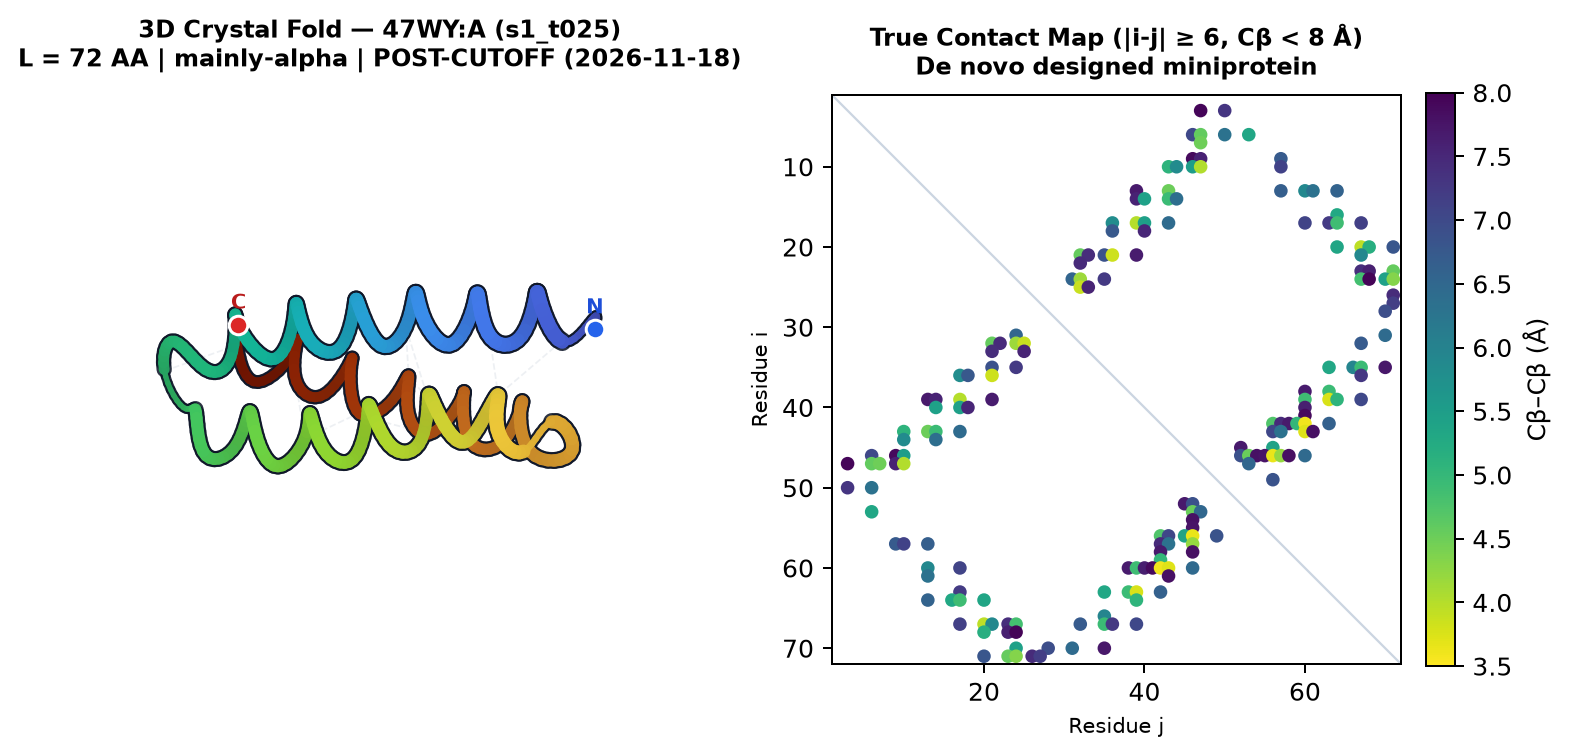 3D Crystal Fold — 47WY:A (s1_t025)
L = 72 AA | mainly-alpha | POST-CUTOFF (2026-11-18)
C
N
True Contact Map (|i-j| ≥ 6, Cβ < 8 Å)
De novo designed miniprotein
Residue i
10
20
30
40
50
60
70
20
40
60
Residue j
8.0
7.5
7.0
6.5
6.0
5.5
5.0
4.5
4.0
3.5
Cβ−Cβ (Å)